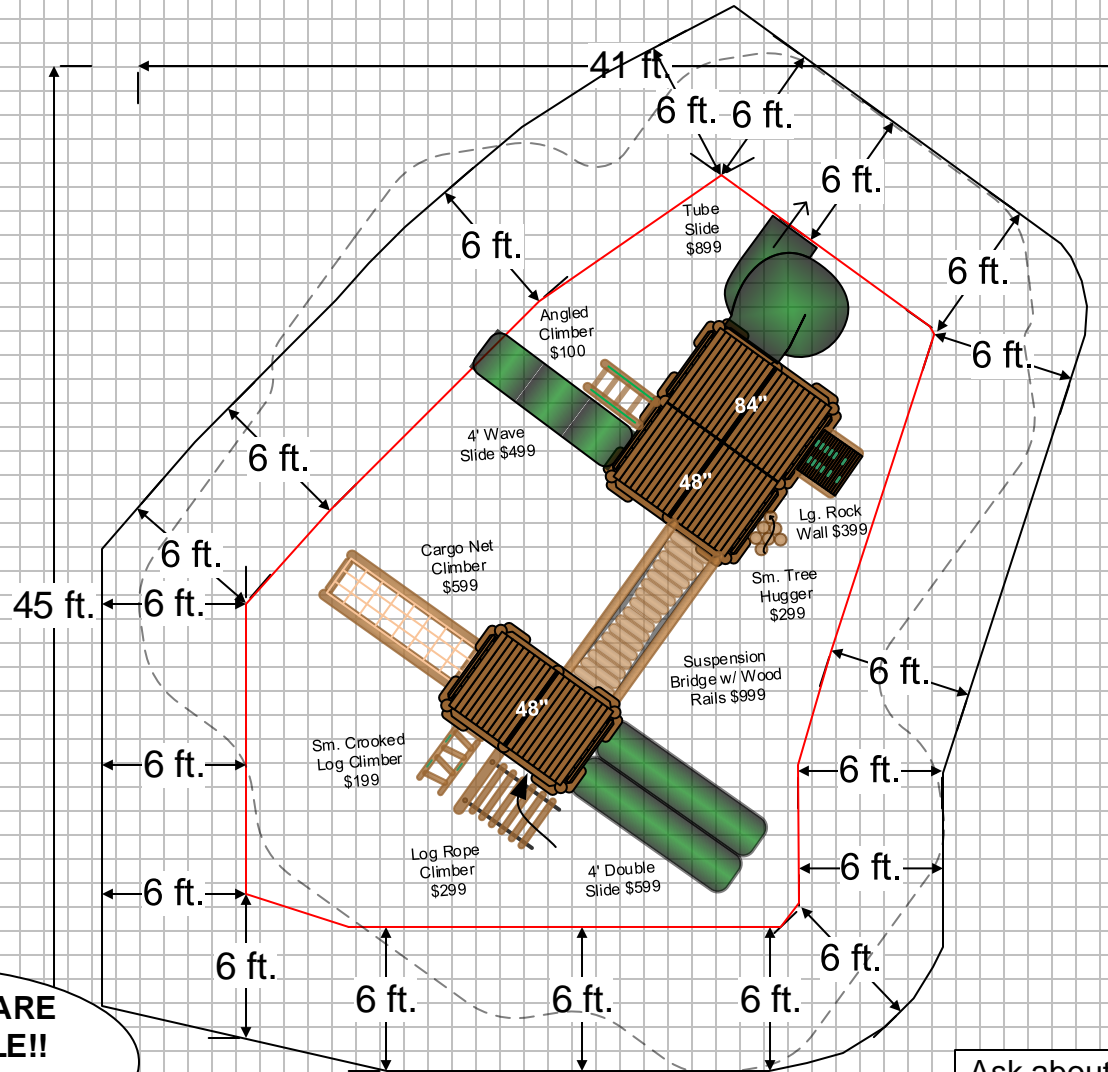 41 ft.
6 ft.
6 ft.
6 ft.
Tube
Slide
$899
6 ft.
6 ft.
Angled
Climber
$100
6 ft.
84"
4' Wave
Slide $499
6 ft.
48"
Lg. Rock
Wall $399
Cargo Net
Climber
$599
6 ft.
Sm. Tree
Hugger
$299
45 ft.
6 ft.
Suspension
Bridge w/ Wood
Rails $999
6 ft.
48"
Sm. Crooked
Log Climber
$199
6 ft.
6 ft.
Log Rope
Climber
$299
4' Double
Slide $599
6 ft.
6 ft.
6 ft.
6 ft.
6 ft.
6 ft.
6 ft.
ARE
LE!!
Ask about